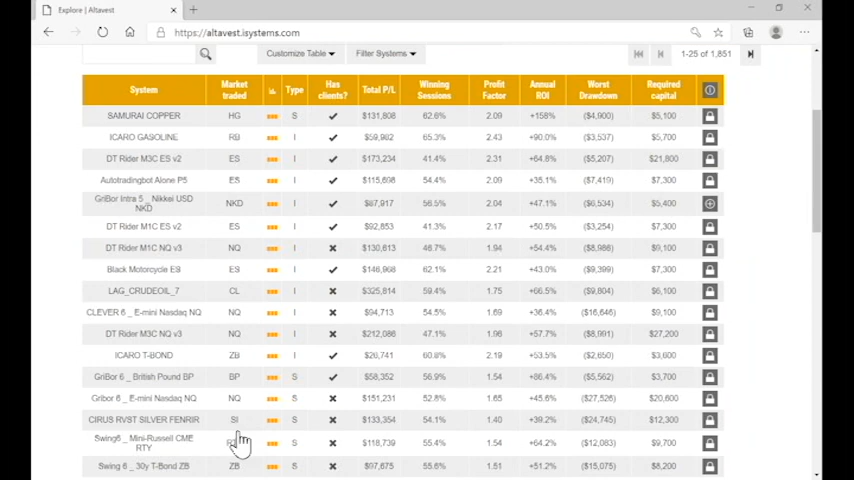 Explore | Altavest
https://altavest.isystems.com
Customize Table
Filter Systems
1-25 of 1,851
System Market traded Type Has clients? Total P/L Winning Sessions Profit Factor Annual ROI Worst Drawdown Required capital
SAMURAI COPPER HG S $131,808 62.6% 2.09 +158% ($4,900) $5,100
ICARO GASOLINE RB I $59,962 65.3% 2.43 +90.0% ($3,537) $5,700
DT Rider M3C ES v2 ES I $173,234 41.4% 2.31 +64.8% ($5,207) $21,800
Autotradingbot Alone P5 ES I $115,698 54.4% 2.09 +35.1% ($7,419) $7,300
GriBor Intra 5 _ Nikkei USD
NKD NKD I $87,917 56.5% 2.04 +47.1% ($6,534) $5,400
DT Rider M1C ES v2 ES I $92,853 41.3% 2.17 +50.5% ($3,254) $7,300
DT Rider M1C NQ v3 NQ I $130,613 46.7% 1.94 +54.4% ($8,986) $9,100
Black Motorcycle ES ES I $146,968 62.1% 2.21 +43.0% ($9,399) $7,300
LAG_CRUDEOIL_7 CL I $325,814 59.4% 1.75 +66.5% ($9,804) $6,100
CLEVER 6 _ E-mini Nasdaq NQ NQ I $94,713 54.5% 1.69 +36.4% ($16,646) $9,100
DT Rider M3C NQ v3 NQ I $212,086 47.1% 1.96 +57.7% ($8,991) $27,200
ICARO T-BOND ZB I $26,741 60.8% 2.19 +53.5% ($2,650) $3,600
GriBor 6 _ British Pound BP BP S $58,352 56.9% 1.54 +86.4% ($5,562) $3,700
Gribor 6 _ E-mini Nasdaq NQ NQ S $151,231 52.8% 1.65 +45.6% ($27,526) $20,600
CIRUS RVST SILVER FENRIR SI S $133,354 54.1% 1.40 +39.2% ($24,745) $12,300
Swing6 _ Mini-Russell CME
RTY S $118,739 55.4% 1.54 +64.2% ($12,083) $9,700
Swing 6 _ 30y T-Bond ZB ZB S $97,675 55.6% 1.51 +51.2% ($15,075) $8,200